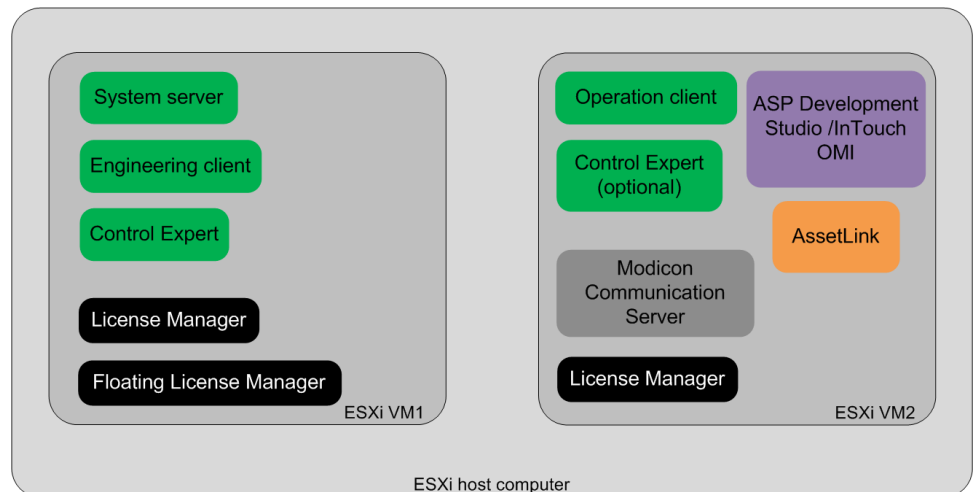 System server
Engineering client
Control Expert
License Manager
Floating License Manager
ESXi VM1
Operation client
Control Expert
(optional)
ASP Development
Studio /InTouch
OMI
AssetLink
Modicon
Communication
Server
License Manager
ESXi VM2
ESXi host computer